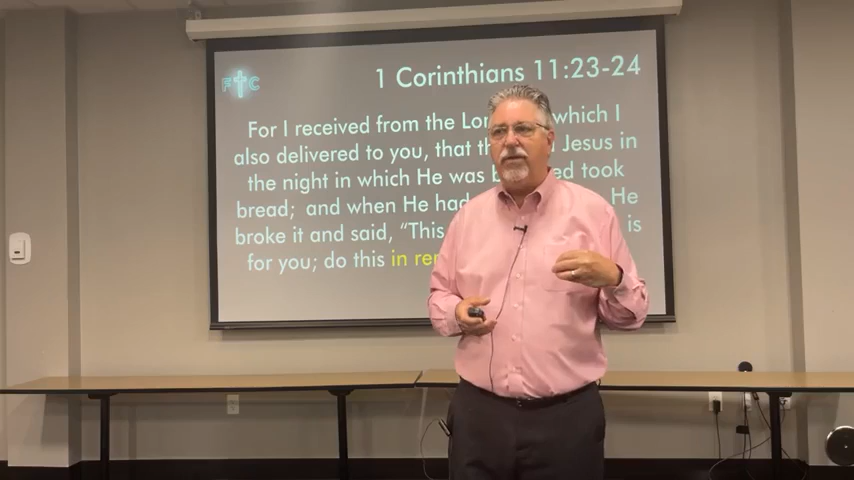 1 Corinthians 11:23-24
F C
For I received from the which I
also delivered to you, that Jesus in
the night in which He was took
bread; and when He had He
broke it and said, “This is
for you; do this in